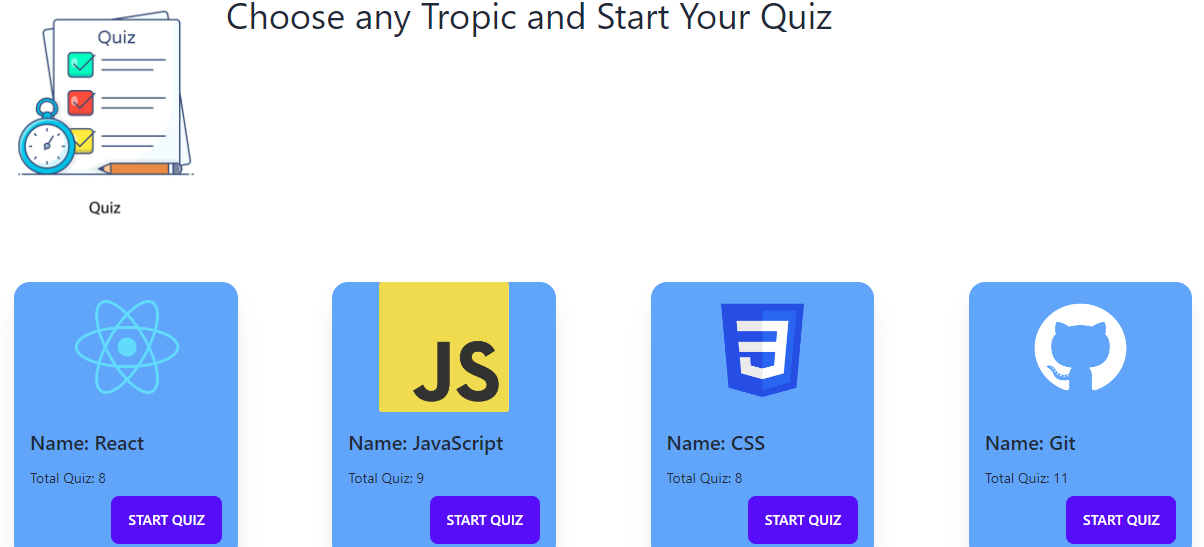 Choose any Tropic and Start Your Quiz
Quiz
Quiz
JS
Name: React
Total Quiz: 8
START QUIZ
Name: JavaScript
Total Quiz: 9
START QUIZ
Name: CSS
Total Quiz: 8
START QUIZ
Name: Git
Total Quiz: 11
START QUIZ